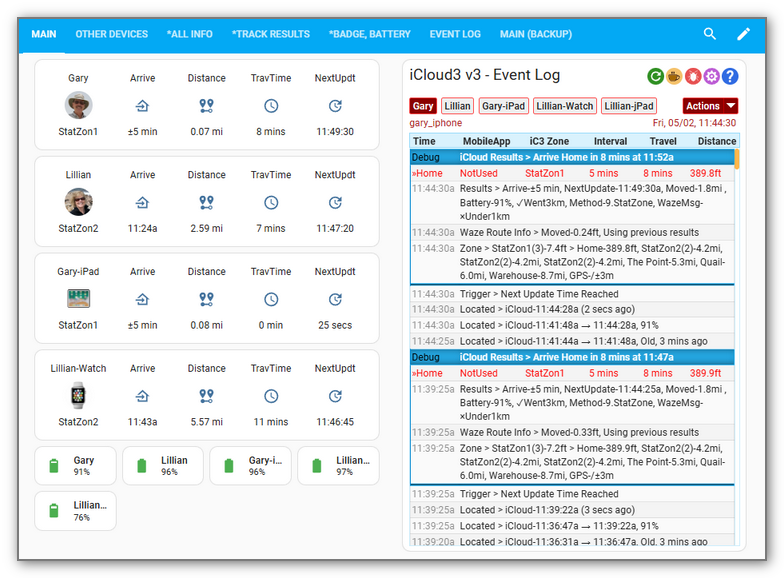 MAIN OTHER DEVICES *ALL INFO *TRACK RESULTS *BADGE, BATTERY EVENT LOG MAIN (BACKUP)
Gary Arrive Distance TravTime NextUpdt
StatZon1 ±5 min 0.07 mi 8 mins 11:49:30
Lillian Arrive Distance TravTime NextUpdt
StatZon2 11:24a 2.59 mi 7 mins 11:47:20
Gary-iPad Arrive Distance TravTime NextUpdt
StatZon1 ±5 min 0.08 mi 0 min 25 secs
Lillian-Watch Arrive Distance TravTime NextUpdt
StatZon2 11:43a 5.57 mi 11 mins 11:46:45
Gary
91%
Lillian
96%
Gary-i...
96%
Lillian...
97%
Lillian...
76%
iCloud3 v3 - Event Log
Gary Lillian Gary-iPad Lillian-Watch Lillian-jPad Actions
gary_iphone Fri, 05/02, 11:44:30
Time MobileApp iC3 Zone Interval Travel Distance
Debug iCloud Results > Arrive Home in 8 mins at 11:52a
»Home NotUsed StatZon1 5 mins 8 mins 389.8ft
11:44:30a Results > Arrive-±5 min, NextUpdate-11:49:30a, Moved-1.8mi ,
Battery-91%, ✓Went3km, Method-9.StatZone, WazeMsg-
×Under1km
11:44:30a Waze Route Info > Moved-0.24ft, Using previous results
11:44:30a Zone > StatZon1(3)-7.4ft > Home-389.8ft, StatZon2(2)-4.2mi,
StatZon2(2)-4.2mi, StatZon2(2)-4.2mi, The Point-5.3mi, Quail-
6.0mi, Warehouse-8.7mi, GPS-/±3m
11:44:30a Trigger > Next Update Time Reached
11:44:30a Located > iCloud-11:44:28a (2 secs ago)
11:44:30a Located > iCloud-11:41:48a → 11:44:28a, 91%
11:44:25a Located > iCloud-11:41:44a → 11:41:48a, Old, 3 mins ago
Debug iCloud Results > Arrive Home in 8 mins at 11:47a
»Home NotUsed StatZon1 5 mins 8 mins 389.9ft
11:39:25a Results > Arrive-±5 min, NextUpdate-11:44:25a, Moved-1.8mi ,
Battery-91%, ✓Went3km, Method-9.StatZone, WazeMsg-
×Under1km
11:39:25a Waze Route Info > Moved-0.33ft, Using previous results
11:39:25a Zone > StatZon1(3)-7.2ft > Home-389.9ft, StatZon2(2)-4.2mi,
StatZon2(2)-4.2mi, StatZon2(2)-4.2mi, The Point-5.3mi, Quail-
6.0mi, Warehouse-8.7mi, GPS-/±3m
11:39:25a Trigger > Next Update Time Reached
11:39:25a Located > iCloud-11:39:22a (3 secs ago)
11:39:25a Located > iCloud-11:36:47a → 11:39:22a, 91%
11:39:20a Located > iCloud-11:36:31a → 11:36:47a, Old, 3 mins ago